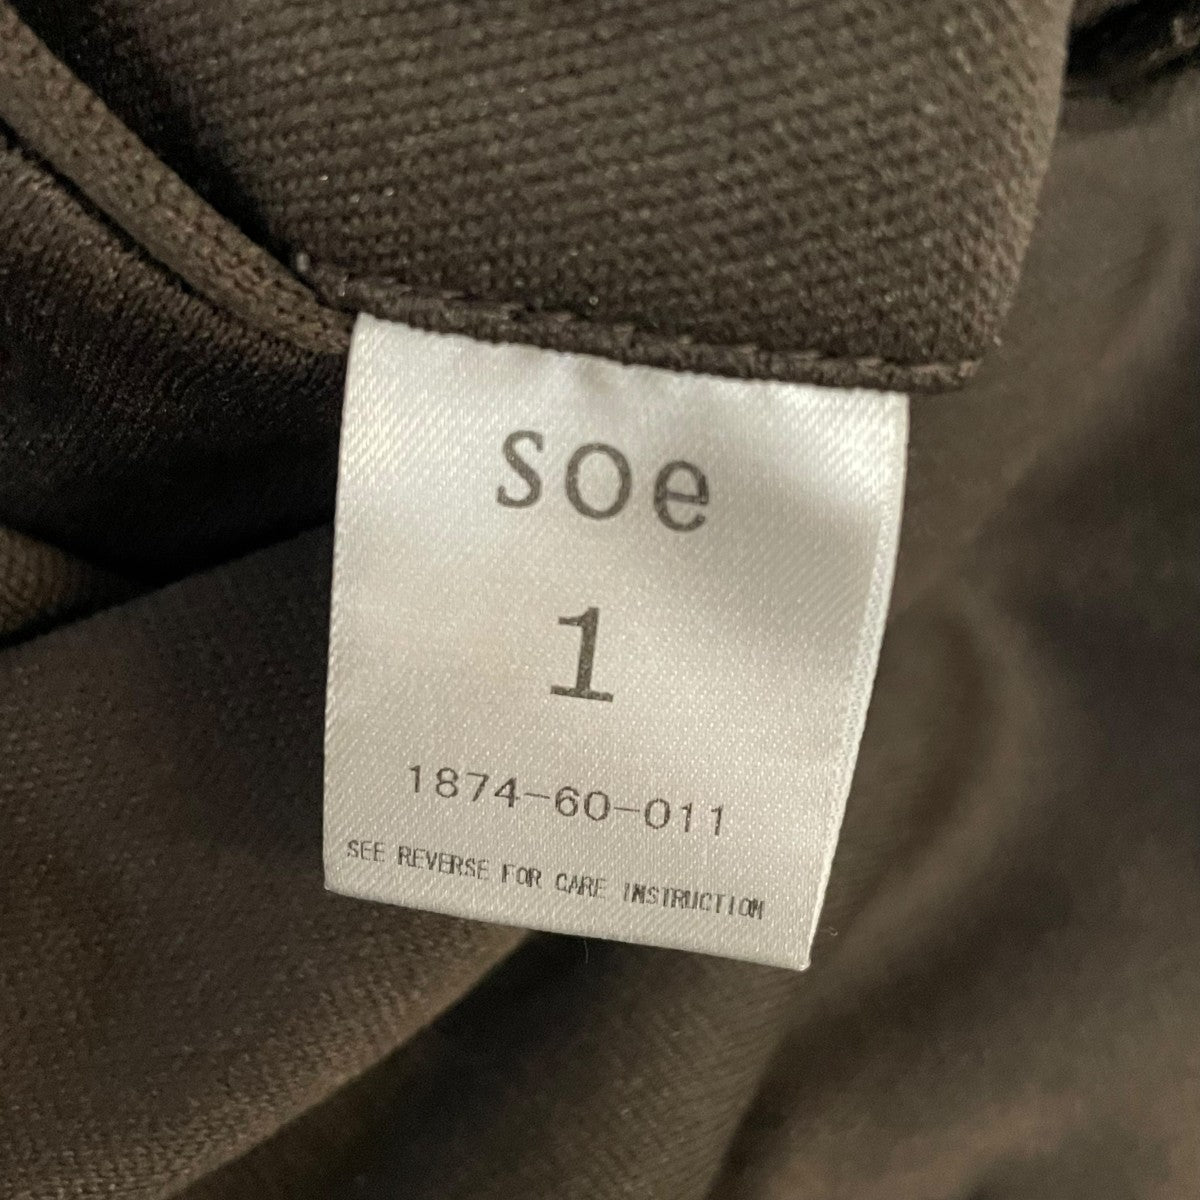 soe
1
1874-60-011
SEE REVERSE FOR CARE INSTRUCTION